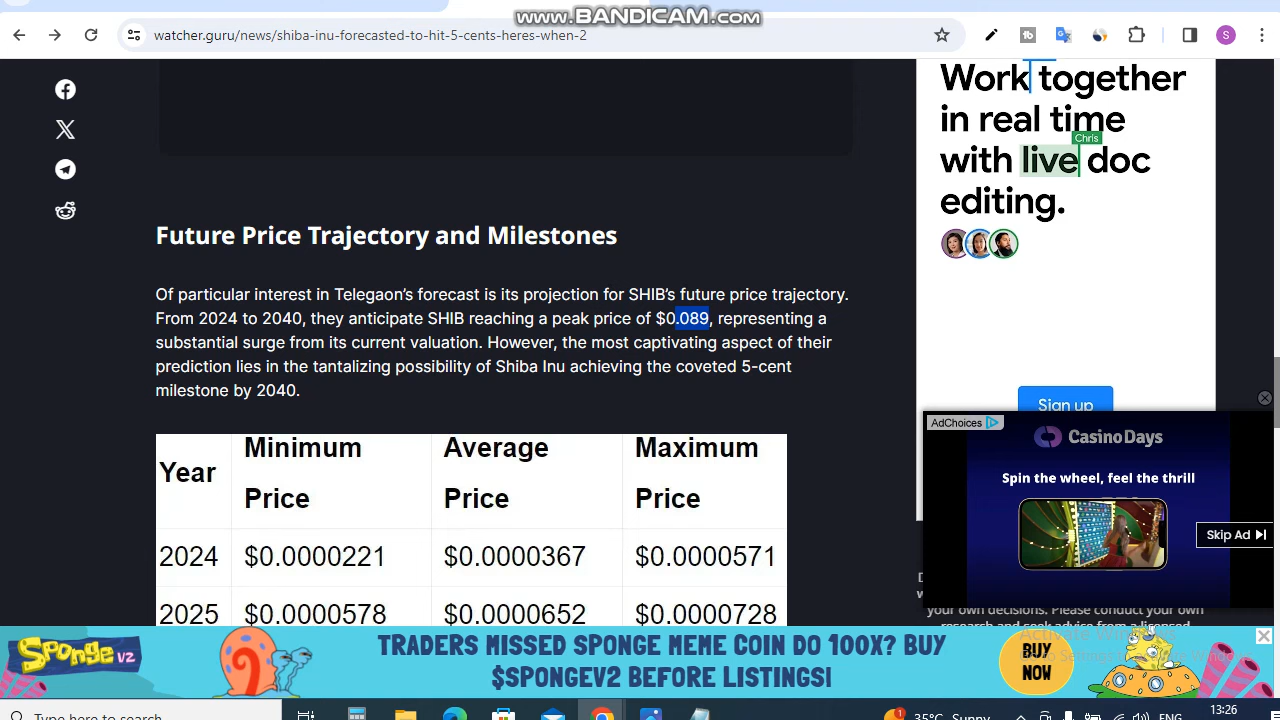 www.BANDICAM.com
watcher.guru/news/shiba-inu-forecasted-to-hit-5-cents-heres-when-2
S
Work together
in real time
Chris
with live doc
editing.
Sign up
Future Price Trajectory and Milestones
Of particular interest in Telegaon's forecast is its projection for SHIB's future price trajectory.
From 2024 to 2040, they anticipate SHIB reaching a peak price of $0.089, representing a
substantial surge from its current valuation. However, the most captivating aspect of their
prediction lies in the tantalizing possibility of Shiba Inu achieving the coveted 5-cent
milestone by 2040.
Year Minimum Price Average Price Maximum Price
2024 $0.0000221 $0.0000367 $0.0000571
2025 $0.0000578 $0.0000652 $0.0000728
AdChoices
CasinoDays
Spin the wheel, feel the thrill
Skip Ad
your own decisions. Please conduct your own
Activate Windows
Sponge V2
TRADERS MISSED SPONGE MEME COIN DO 100X? BUY
$SPONGEV2 BEFORE LISTINGS!
BUY
NOW
Type here to search
1
35°C Sunny
ENG
13:26